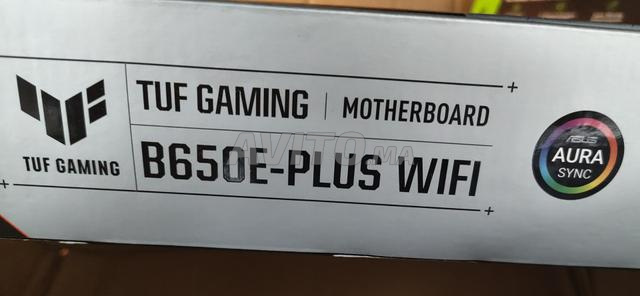 TUF GAMING
TUF GAMING | MOTHERBOARD
B650E-PLUS WIFI
AVITO.MA
ASUS
AURA
SYNC